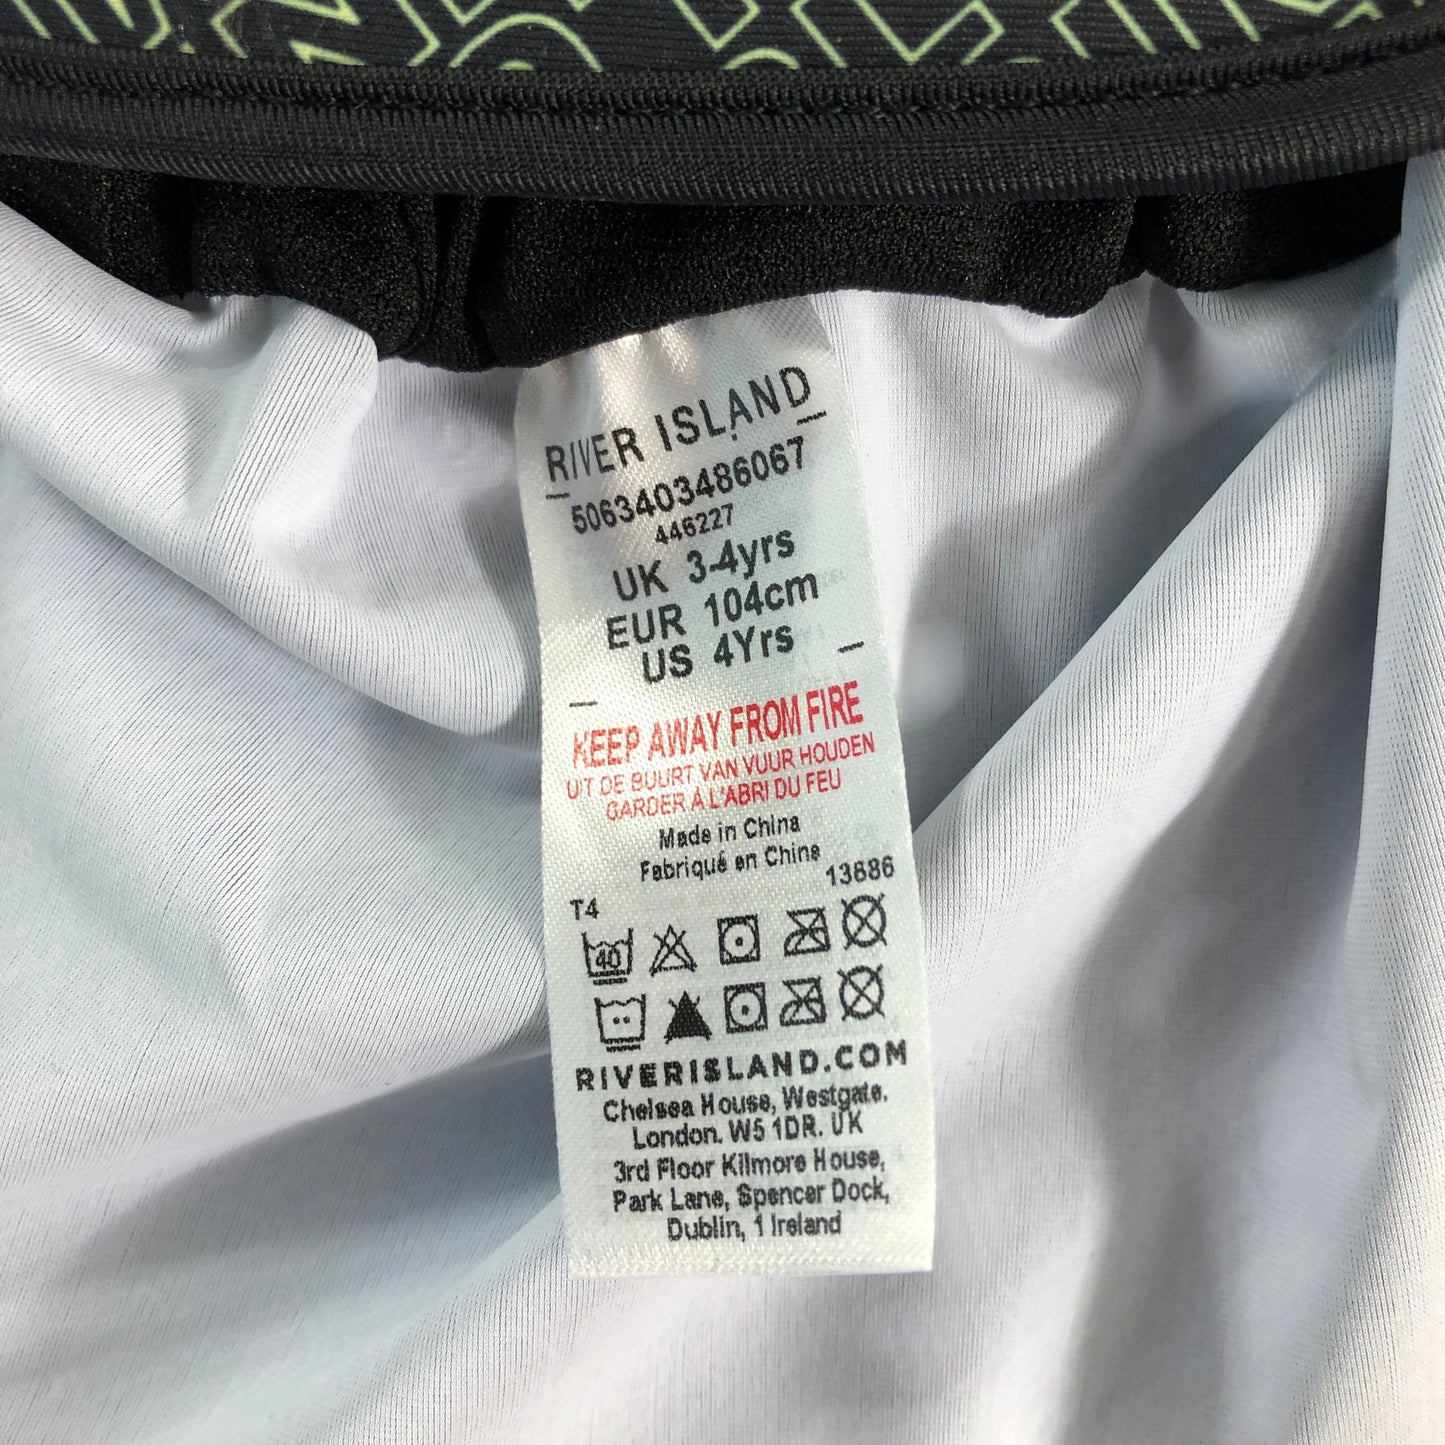 RIVER ISLAND
5063403486067
446227
UK 3-4yrs
EUR 104cm
US 4Yrs
KEEP AWAY FROM FIRE
UIT DE BUURT VAN VUUR HOUDEN
GARDER À L'ABRI DU FEU
Made in China
Fabriqué en Chine
13686
T4
40
RIVERISLAND.COM
Chelsea House, Westgate.
London. W5 1DR. UK
3rd Floor Kilmore House,
Park Lane, Spencer Dock,
Dublin, 1 Ireland